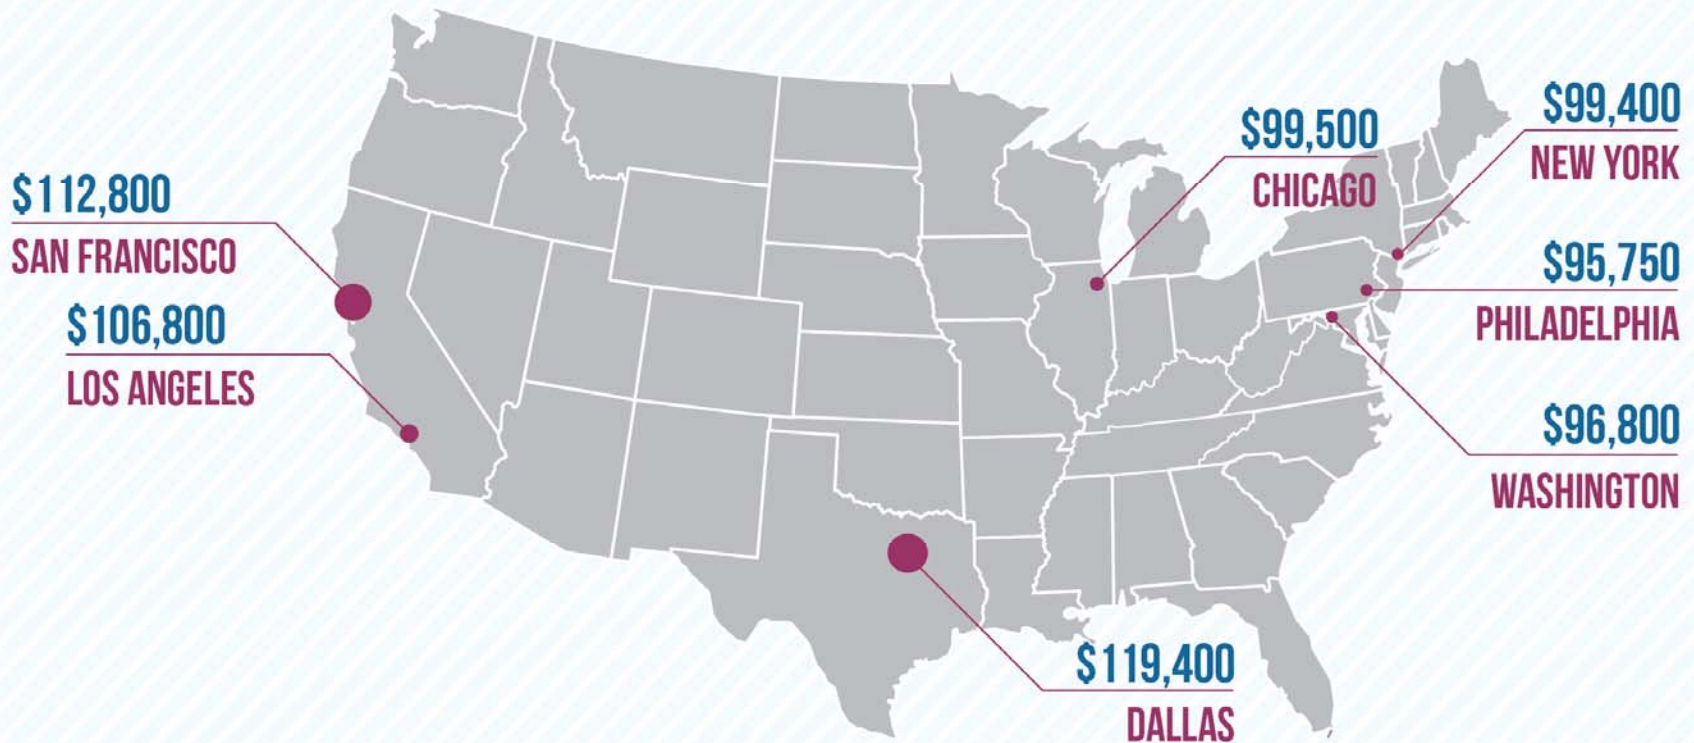 $112,800
SAN FRANCISCO
$106,800
LOS ANGELES
$99,500
CHICAGO
$99,400
NEW YORK
$95,750
PHILADELPHIA
$96,800
WASHINGTON
$119,400
DALLAS